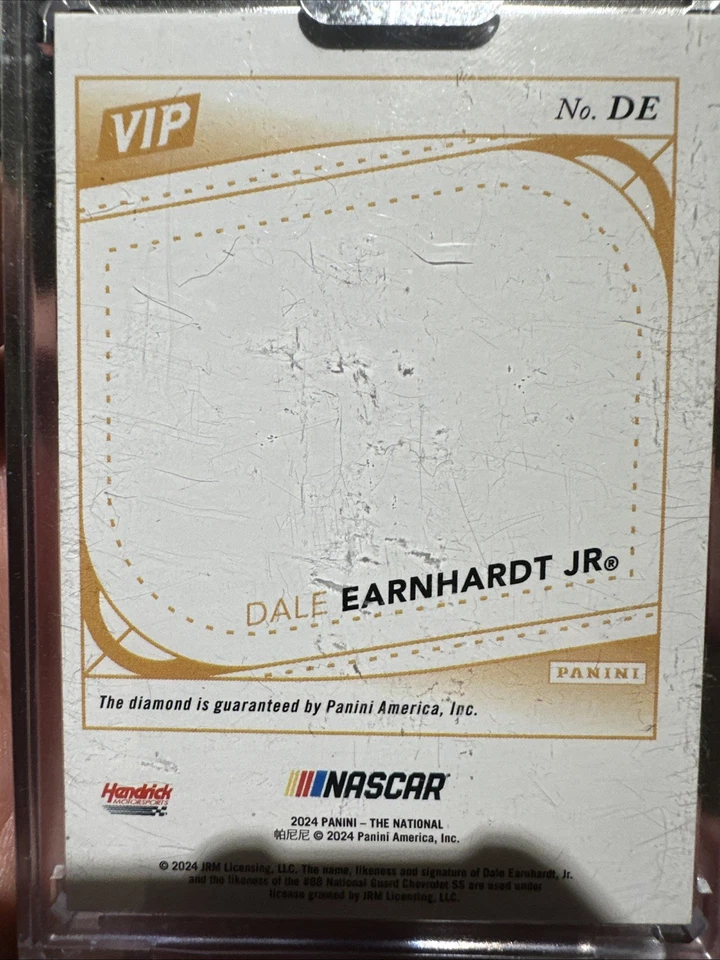 VIP
No. DE
DALE EARNHARDT JR®
PANINI
The diamond is guaranteed by Panini America, Inc.
Hendrick
MOTORSPORTS
NASCAR
2024 PANINI – THE NATIONAL
帕尼尼 © 2024 Panini America, Inc.
© 2024 JRM Licensing, LLC. The name, likeness and signature of Dale Earnhardt, Jr.
and the likeness of the #88 National Guard Chevrolet SS are used under
license granted by JRM Licensing, LLC.